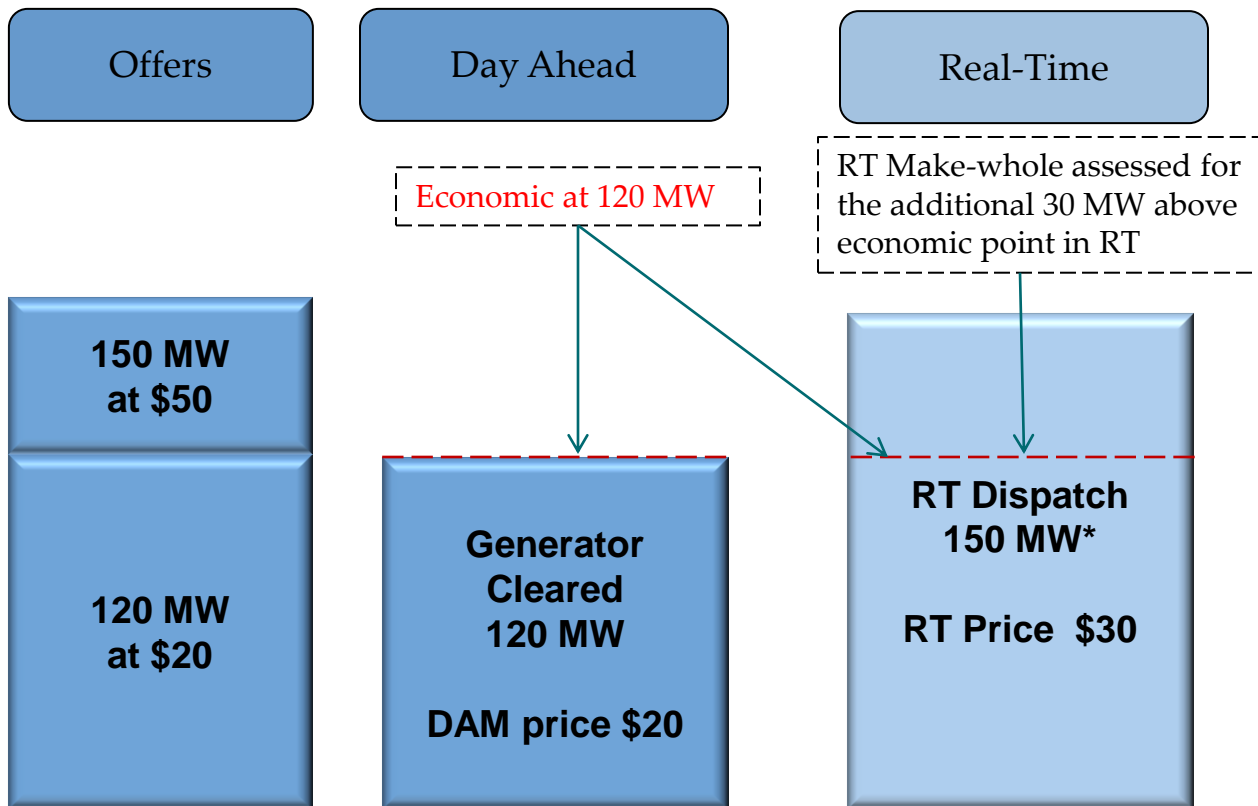 Offers
Day Ahead
Real-Time
Economic at 120 MW
RT Make-whole assessed for
the additional 30 MW above
economic point in RT
150 MW
at $50
120 MW
at $20
Generator
Cleared
120 MW
DAM price $20
RT Dispatch
150 MW*
RT Price $30